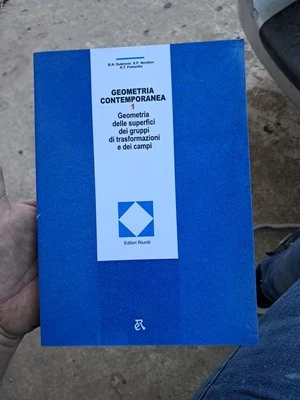 B.A. Dubrovin S.P. Novikov
A.T. Fomenko
GEOMETRIA
CONTEMPORANEA
1
Geometria
delle superfici
dei gruppi
di trasformazioni
e dei campi
Editori Riuniti